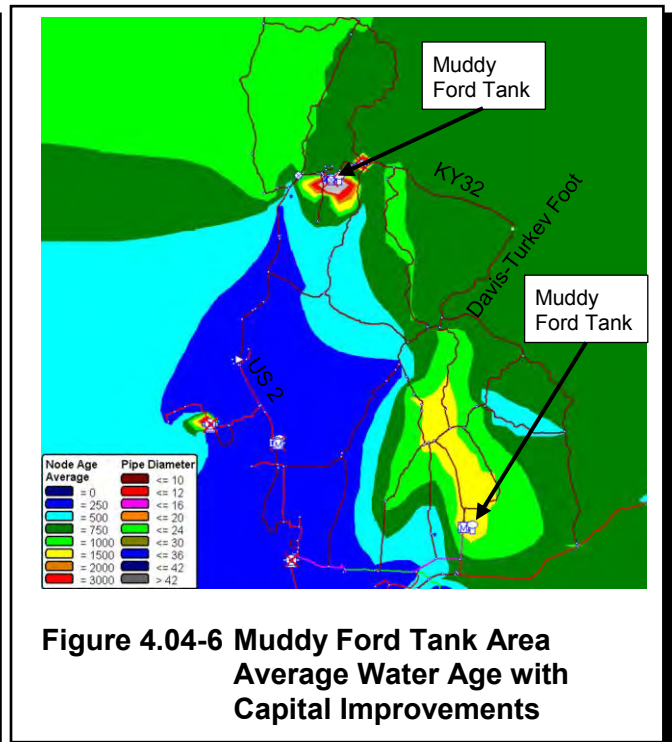 Muddy
Ford Tank
KY32
Davis-Turkey Foot
Muddy
Ford Tank
US 2
Node Age Average
= 0
= 250
= 500
= 750
= 1000
= 1500
= 2000
= 3000
Pipe Diameter
<= 10
<= 12
<= 16
<= 20
<= 24
<= 30
<= 36
<= 42
> 42
Figure 4.04-6 Muddy Ford Tank Area
Average Water Age with
Capital Improvements